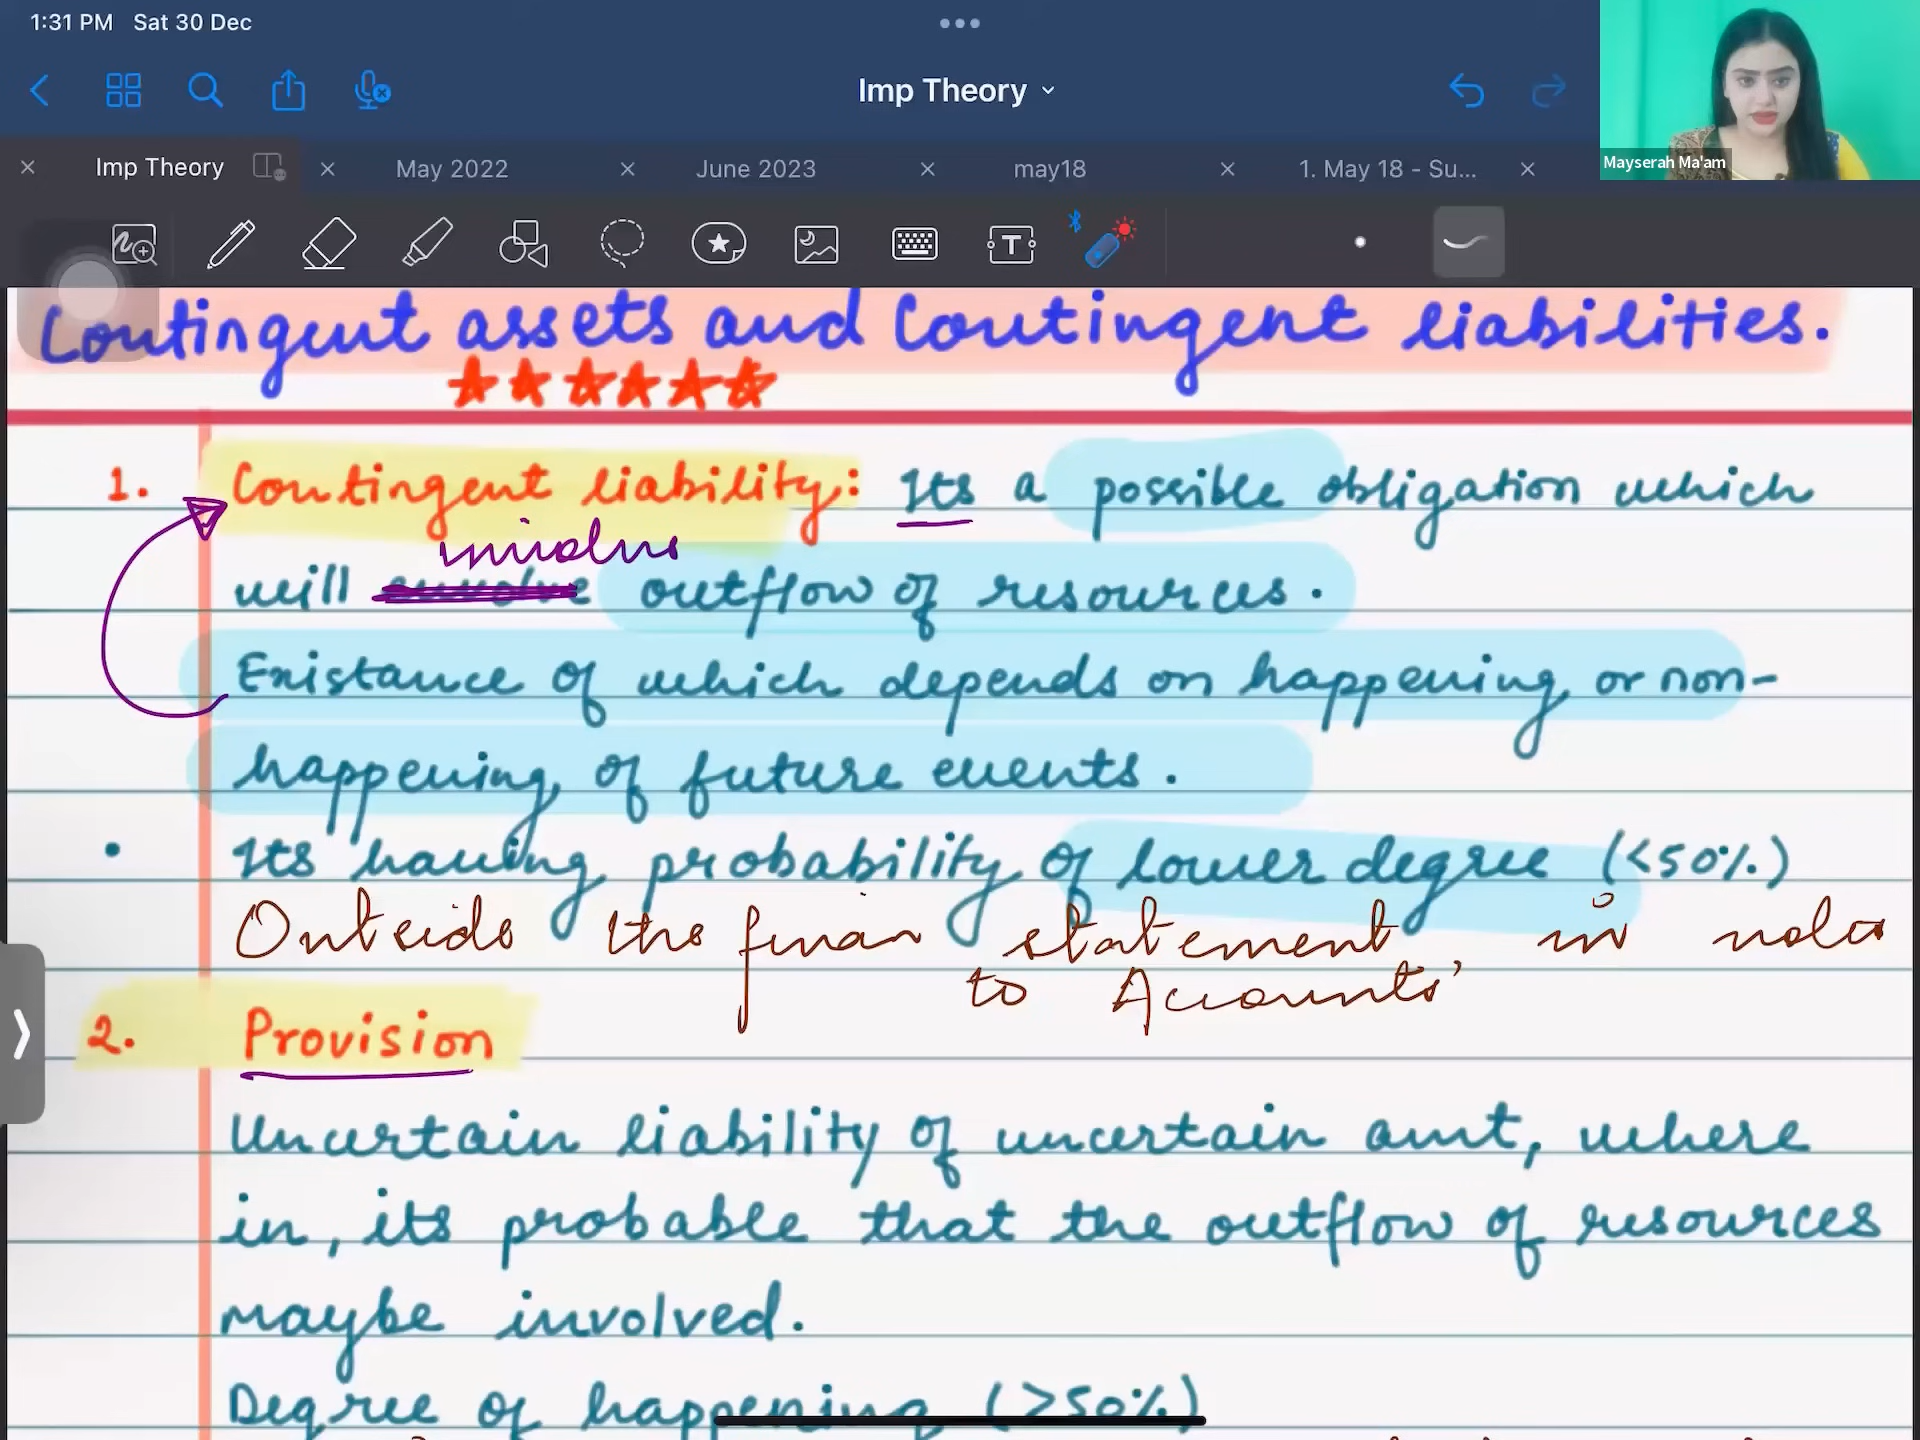 1:31 PM Sat 30 Dec
Imp Theory
Mayserah Ma'am
Imp Theory
May 2022
June 2023
may18
1. May 18 - Su...
T
Contingent assets and Contingent liabilities.
1. Contingent liability: Its a possible obligation which
involve
will envolve outflow of resources.
Existance of which depends on happening or non-
happening of future events.
• Its having probability of lower degree (<50%)
Outside the finan statement in notes
to Accounts'
2. Provision
Uncertain liability of uncertain amt, where
in, its probable that the outflow of resources
maybe involved.
Degree of happening (>50%)